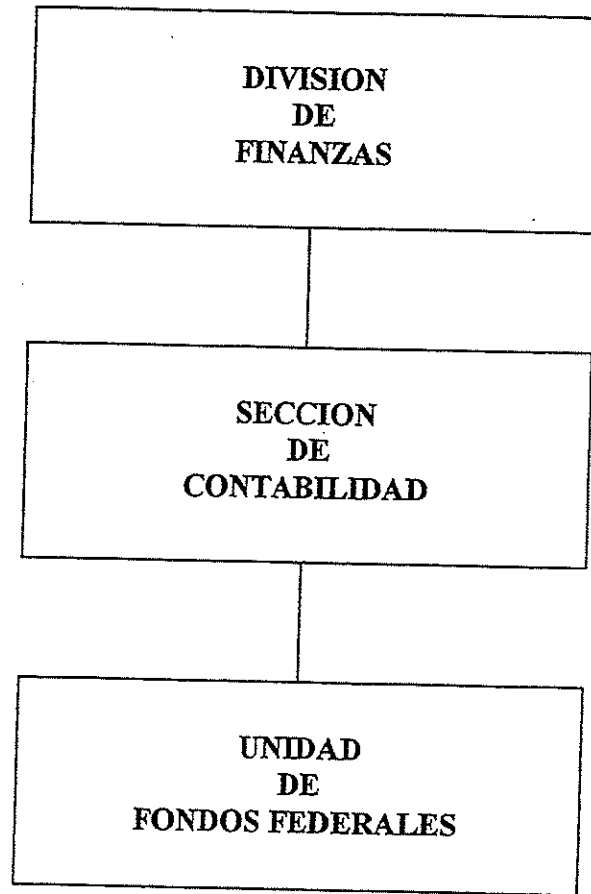 DIVISION
DE
FINANZAS
SECCION
DE
CONTABILIDAD
UNIDAD
DE
FONDOS FEDERALES